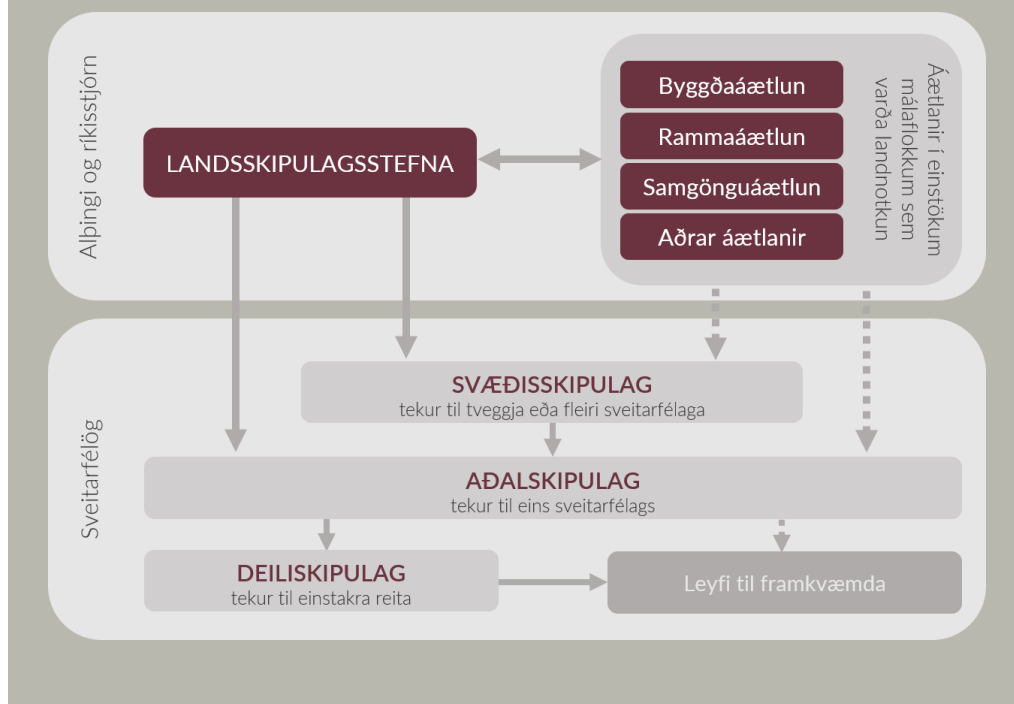 Alþingi og ríkisstjórn
LANDSSKIPULAGSSTEFNA
Byggðaáætlun
Rammaáætlun
Samgönguáætlun
Aðrar áætlanir
Áætlanir í einstökum
málaflokkum sem
varða landnotkun
Sveitarfélög
SVÆÐISSKIPULAG
tekur til tveggja eða fleiri sveitarfélaga
AÐALSKIPULAG
tekur til eins sveitarfélags
DEILISKIPULAG
tekur til einstakra reita
Leyfi til framkvæmda